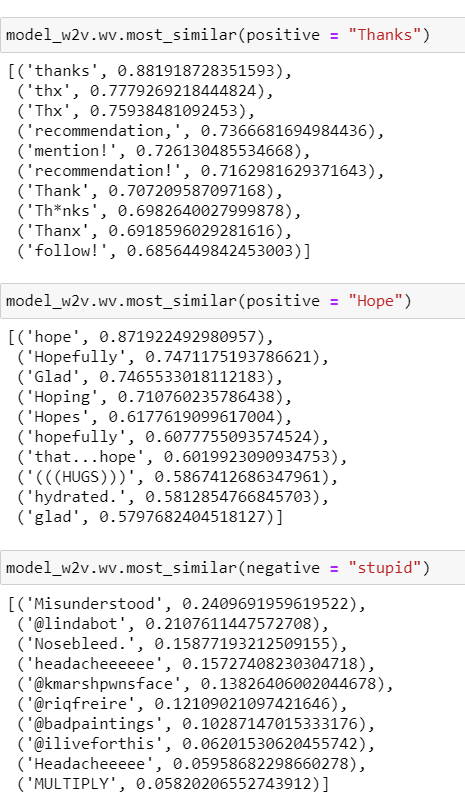 model_w2v.wv.most_similar(positive = "Thanks")
[('thanks', 0.881918728351593),
('thx', 0.7779269218444824),
('Thx', 0.75938481092453),
('recommendation,', 0.7366681694984436),
('mention!', 0.726130485534668),
('recommendation!', 0.7162981629371643),
('Thank', 0.707209587097168),
('Th*nks', 0.6982640027999878),
('Thanx', 0.6918596029281616),
('follow!', 0.6856449842453003)]
model_w2v.wv.most_similar(positive = "Hope")
[('hope', 0.871922492980957),
('Hopefully', 0.7471175193786621),
('Glad', 0.7465533018112183),
('Hoping', 0.710760235786438),
('Hopes', 0.6177619099617004),
('hopefully', 0.6077755093574524),
('that...hope', 0.6019923090934753),
('(((HUGS)))', 0.5867412686347961),
('hydrated.', 0.5812854766845703),
('glad', 0.5797682404518127)]
model_w2v.wv.most_similar(negative = "stupid")
[('Misunderstood', 0.2409691959619522),
('@lindabot', 0.2107611447572708),
('Nosebleed.', 0.15877193212509155),
('headacheeeeee', 0.15727408230304718),
('@kmarshpwnsface', 0.13826406002044678),
('@riqfreire', 0.12109021097421646),
('@badpaintings', 0.10287147015333176),
('@iliveforthis', 0.06201530620455742),
('Headacheeeee', 0.05958682298660278),
('MULTIPLY', 0.05820206552743912)]